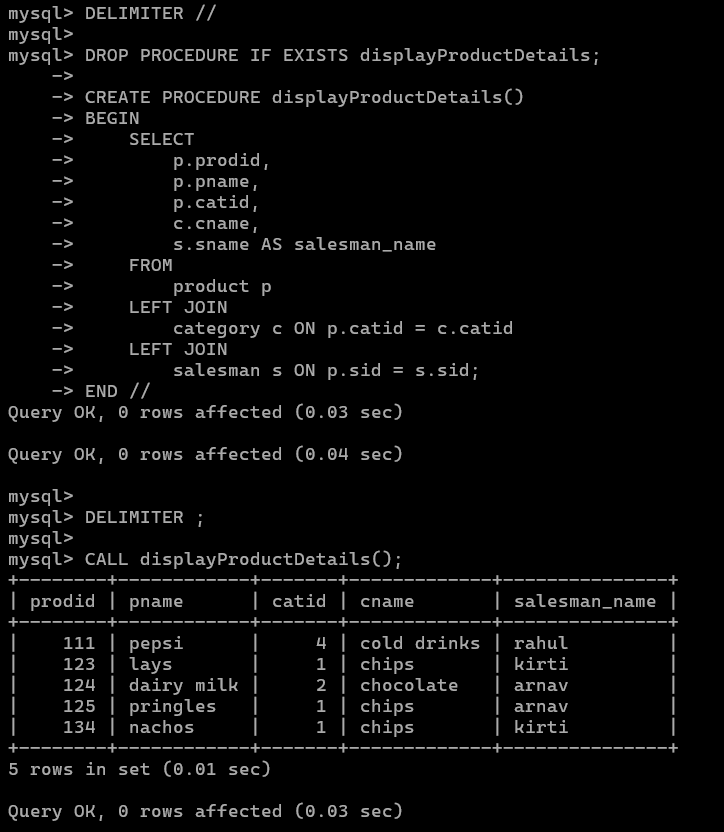 mysql> DELIMITER //
mysql>
mysql> DROP PROCEDURE IF EXISTS displayProductDetails;
    ->
    -> CREATE PROCEDURE displayProductDetails()
    -> BEGIN
    ->     SELECT
    ->         p.prodid,
    ->         p.pname,
    ->         p.catid,
    ->         c.cname,
    ->         s.sname AS salesman_name
    ->     FROM
    ->         product p
    ->     LEFT JOIN
    ->         category c ON p.catid = c.catid
    ->     LEFT JOIN
    ->         salesman s ON p.sid = s.sid;
    -> END //
Query OK, 0 rows affected (0.03 sec)

Query OK, 0 rows affected (0.04 sec)

mysql>
mysql> DELIMITER ;
mysql>
mysql> CALL displayProductDetails();
+--------+------------+-------+-------------+---------------+
| prodid | pname      | catid | cname       | salesman_name |
+--------+------------+-------+-------------+---------------+
|    111 | pepsi      |     4 | cold drinks | rahul         |
|    123 | lays       |     1 | chips       | kirti         |
|    124 | dairy milk |     2 | chocolate   | arnav         |
|    125 | pringles   |     1 | chips       | arnav         |
|    134 | nachos     |     1 | chips       | kirti         |
+--------+------------+-------+-------------+---------------+
5 rows in set (0.01 sec)

Query OK, 0 rows affected (0.03 sec)